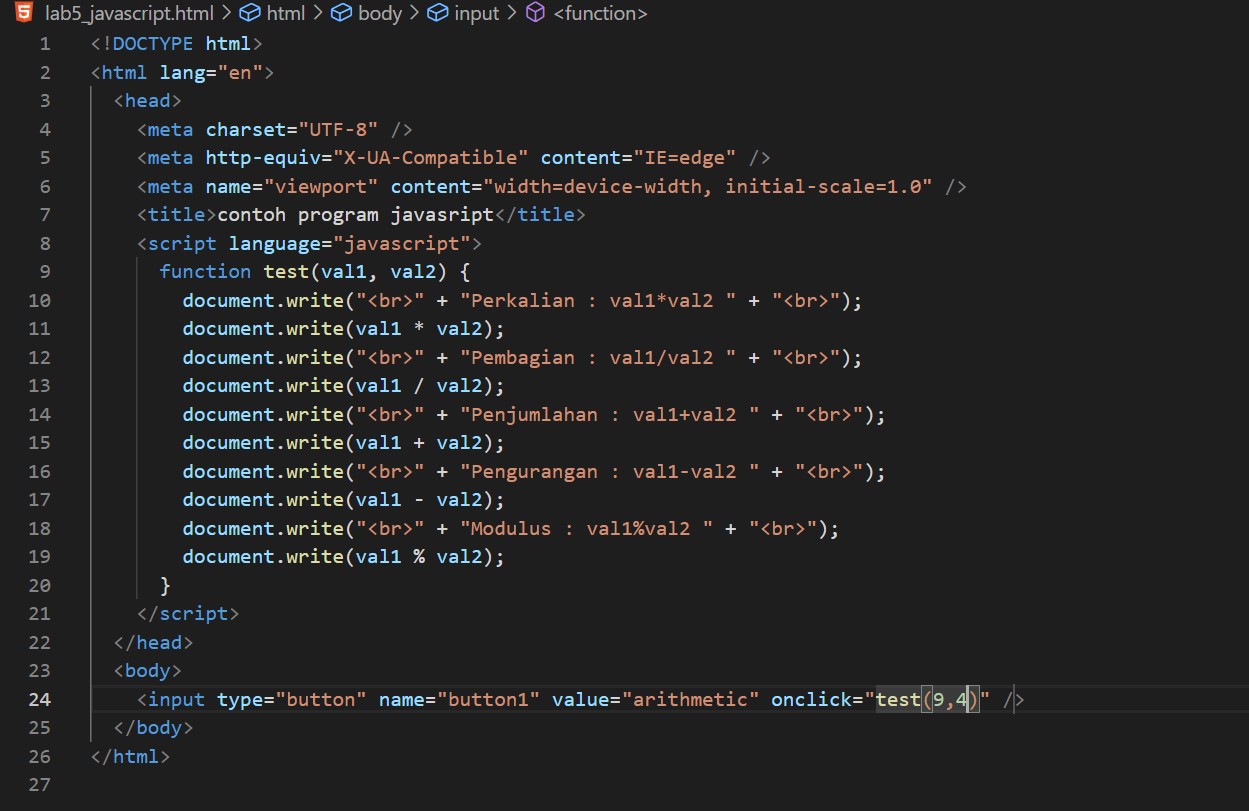 lab5_javascript.html > html > body > input > <function>
1 <!DOCTYPE html>
2 <html lang="en">
3 <head>
4 <meta charset="UTF-8" />
5 <meta http-equiv="X-UA-Compatible" content="IE=edge" />
6 <meta name="viewport" content="width=device-width, initial-scale=1.0" />
7 <title>contoh program javasript</title>
8 <script language="javascript">
9 function test(val1, val2) {
10 document.write("<br>" + "Perkalian : val1*val2 " + "<br>");
11 document.write(val1 * val2);
12 document.write("<br>" + "Pembagian : val1/val2 " + "<br>");
13 document.write(val1 / val2);
14 document.write("<br>" + "Penjumlahan : val1+val2 " + "<br>");
15 document.write(val1 + val2);
16 document.write("<br>" + "Pengurangan : val1-val2 " + "<br>");
17 document.write(val1 - val2);
18 document.write("<br>" + "Modulus : val1%val2 " + "<br>");
19 document.write(val1 % val2);
20 }
21 </script>
22 </head>
23 <body>
24 <input type="button" name="button1" value="arithmetic" onclick="test(9,4)" />
25 </body>
26 </html>
27